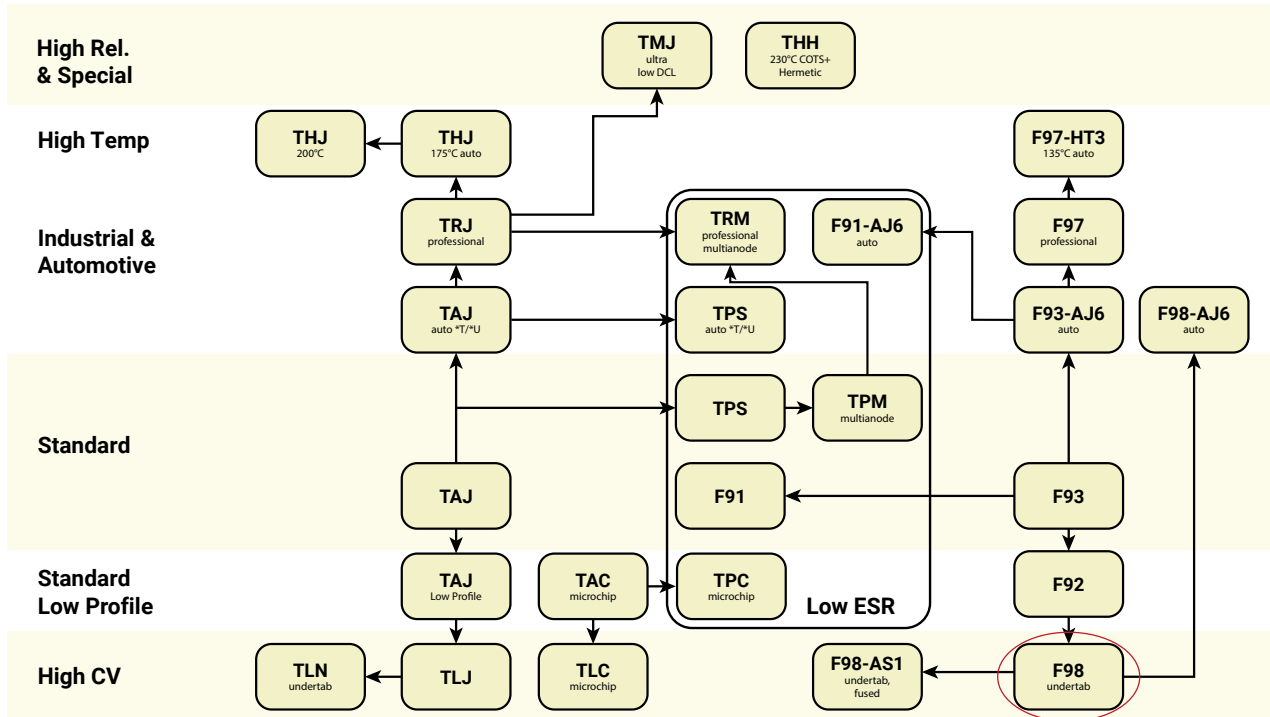 High Rel.
& Special
TMJ
ultra
low DCL
THH
230°C COTS+
Hermetic
High Temp
THJ
200°C
THJ
175°C auto
F97-HT3
135°C auto
Industrial &
Automotive
TRJ
professional
TRM
professional
multianode
F91-AJ6
auto
F97
professional
TAJ
auto *T/*U
TPS
auto *T/*U
F93-AJ6
auto
F98-AJ6
auto
Standard
TPS
TPM
multianode
TAJ
F91
F93
Standard
Low Profile
TAJ
Low Profile
TAC
microchip
TPC
microchip
Low ESR
F92
High CV
TLN
undertab
TLJ
TLC
microchip
F98-AS1
undertab,
fused
F98
undertab